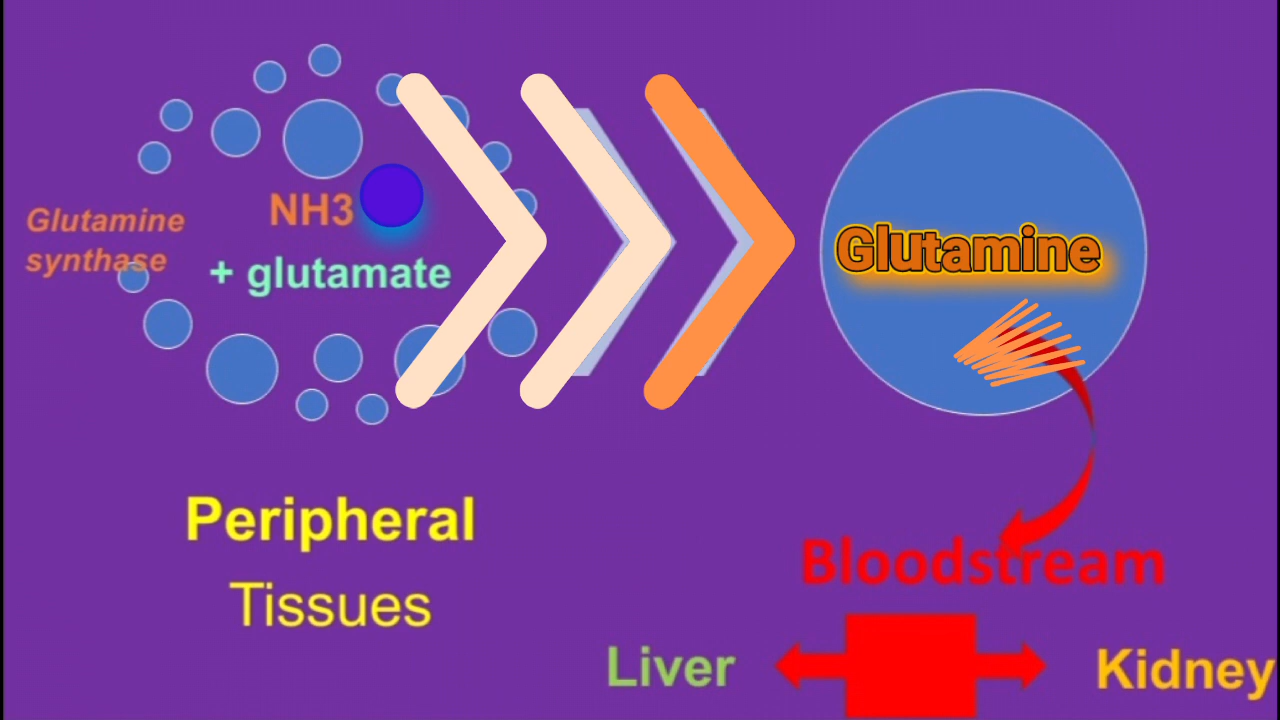 Glutamine
synthase
NH3
+ glutamate
Glutamine
Peripheral
Tissues
Bloodstream
Liver
Kidney